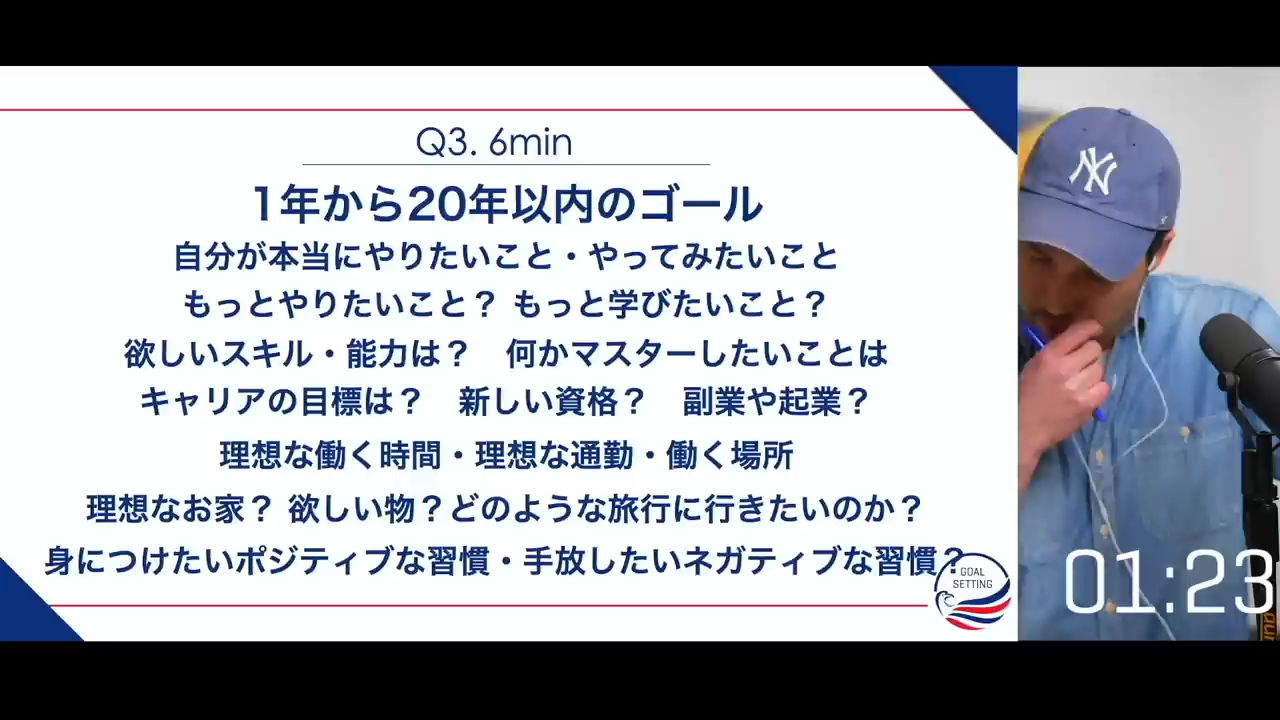 Q3. 6min
1年から20年以内のゴール
自分が本当にやりたいこと・やってみたいこと
もっとやりたいこと？ もっと学びたいこと？
欲しいスキル・能力は？　何かマスターしたいことは
キャリアの目標は？　新しい資格？　副業や起業？
理想な働く時間・理想な通勤・働く場所
理想なお家？ 欲しい物？どのような旅行に行きたいのか？
身につけたいポジティブな習慣・手放したいネガティブな習慣？
GOAL
SETTING
NY
01:23